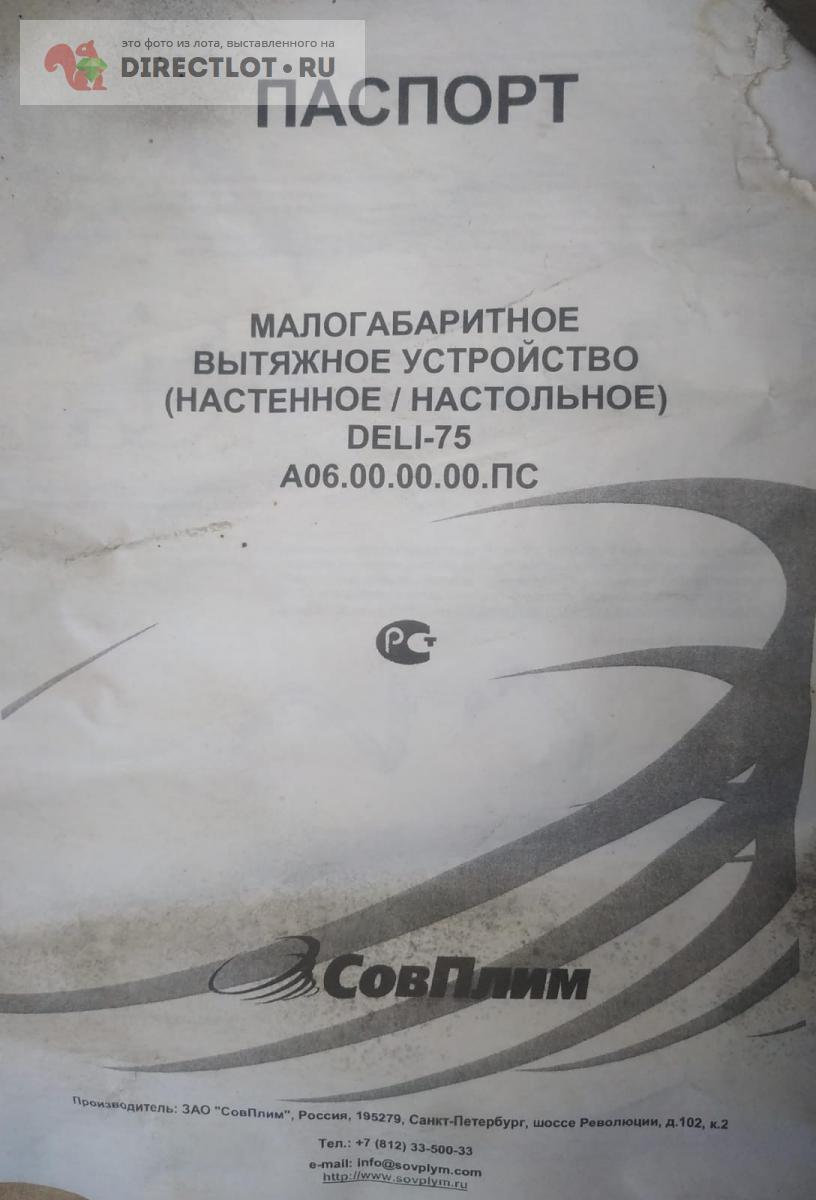 это фото из лота, выставленного на
DIRECTLOT.RU
ПАСПОРТ
МАЛОГАБАРИТНОЕ
ВЫТЯЖНОЕ УСТРОЙСТВО
(НАСТЕННОЕ / НАСТОЛЬНОЕ)
DELI-75
А06.00.00.00.ПС
РСТ
СовПлим
Производитель: ЗАО "СовПлим", Россия, 195279, Санкт-Петербург, шоссе Революции, д.102, к.2
Тел.: +7 (812) 33-500-33
e-mail: info@sovplym.com
http://www.sovplym.ru